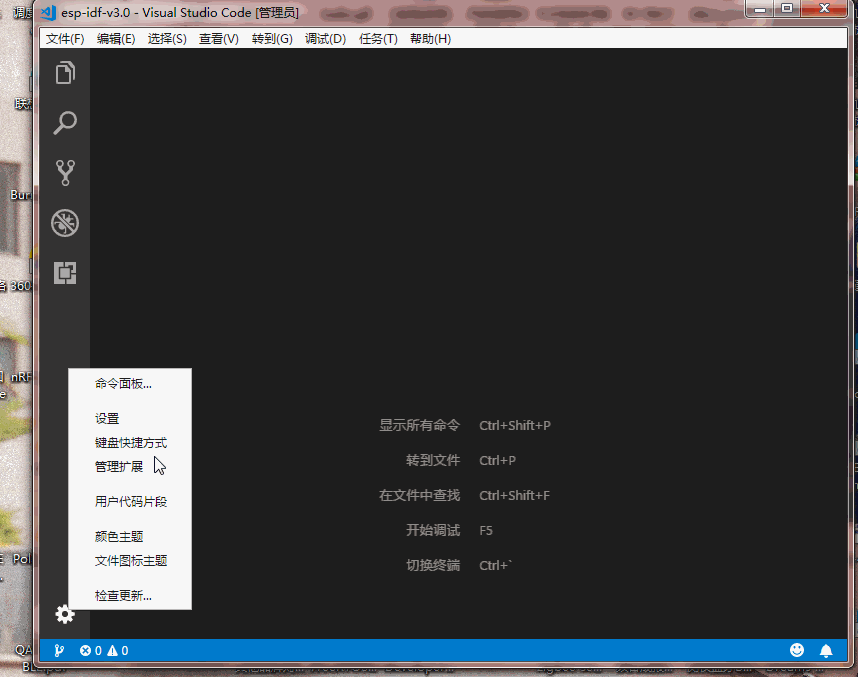 esp-idf-v3.0 - Visual Studio Code [管理员]
文件(F) 编辑(E) 选择(S) 查看(V) 转到(G) 调试(D) 任务(T) 帮助(H)
Bur
360
nRF
命令面板...
设置
键盘快捷方式
管理扩展
用户代码片段
颜色主题
文件图标主题
检查更新...
显示所有命令 Ctrl+Shift+P
转到文件 Ctrl+P
在文件中查找 Ctrl+Shift+F
开始调试 F5
切换终端 Ctrl+`
Pol
QA
0 0